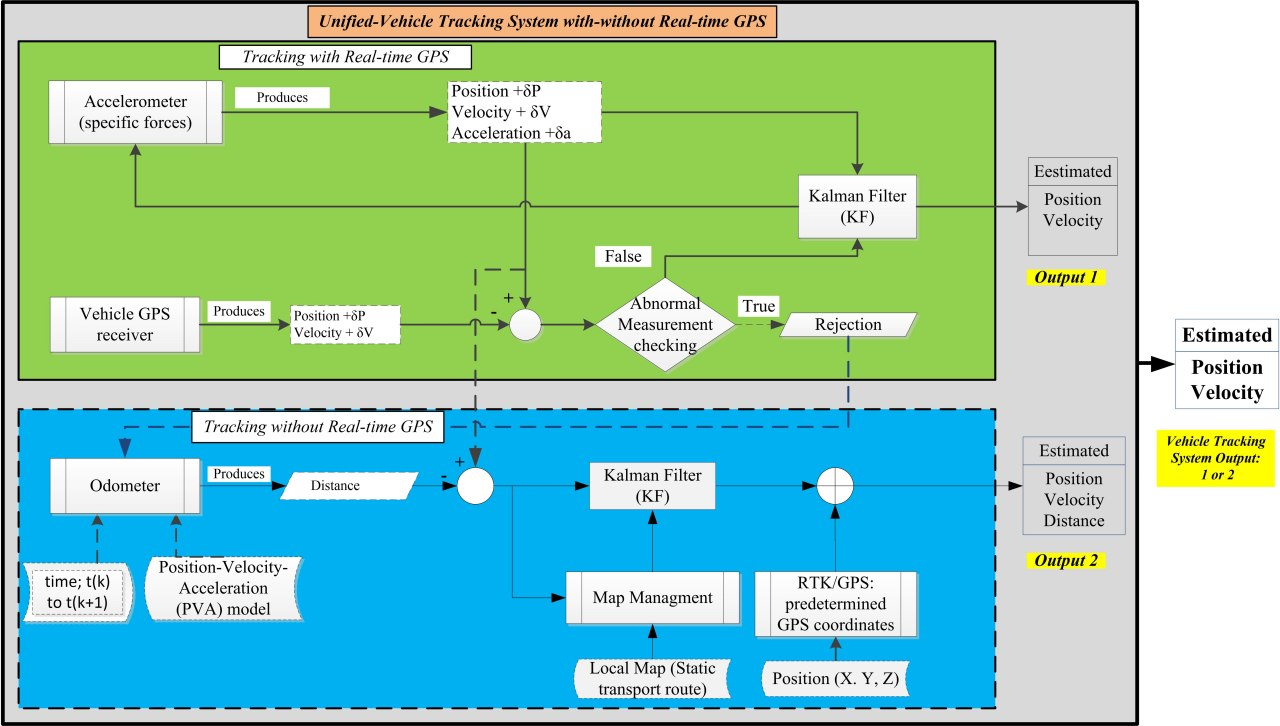 Unified-Vehicle Tracking System with-without Real-time GPS
Tracking with Real-time GPS
Accelerometer
(specific forces)
Produces
Position +δP
Velocity + δV
Acceleration +δa
Kalman Filter
(KF)
Eestimated
Position
Velocity
Output 1
False
Vehicle GPS
receiver
Produces
Position +δP
Velocity + δV
+
-
Abnormal
Measurement
checking
True
Rejection
Estimated
Position
Velocity
Vehicle Tracking
System Output:
1 or 2
Tracking without Real-time GPS
Odometer
Produces
Distance
+
-
Kalman Filter
(KF)
Estimated
Position
Velocity
Distance
Output 2
time; t(k)
to t(k+1)
Position-Velocity-
Acceleration
(PVA) model
Map Managment
RTK/GPS:
predetermined
GPS coordinates
Local Map (Static
transport route)
Position (X. Y, Z)